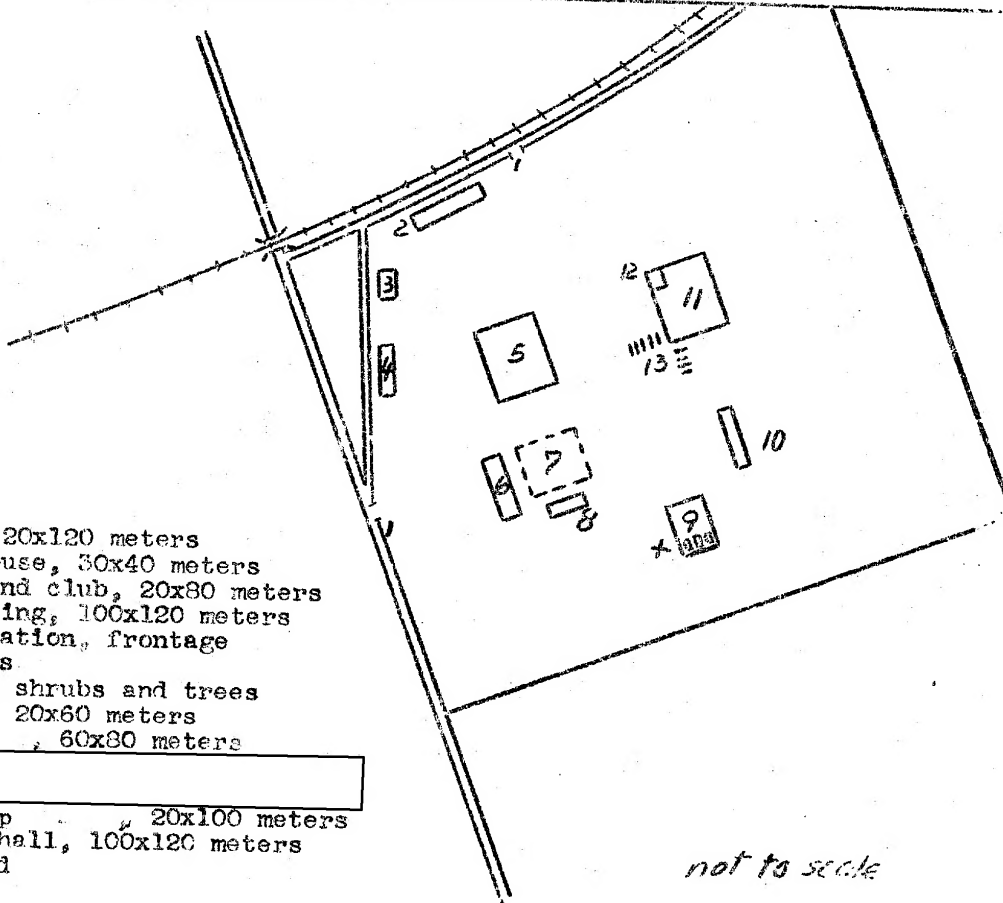 1
2
12
3
11
5
13
4
10
7
6
8
9
x
20x120 meters
use, 30x40 meters
nd club, 20x80 meters
ing, 100x120 meters
ation, frontage
s
shrubs and trees
20x60 meters
, 60x80 meters
p , 20x100 meters
hall, 100x120 meters
d
not to scale